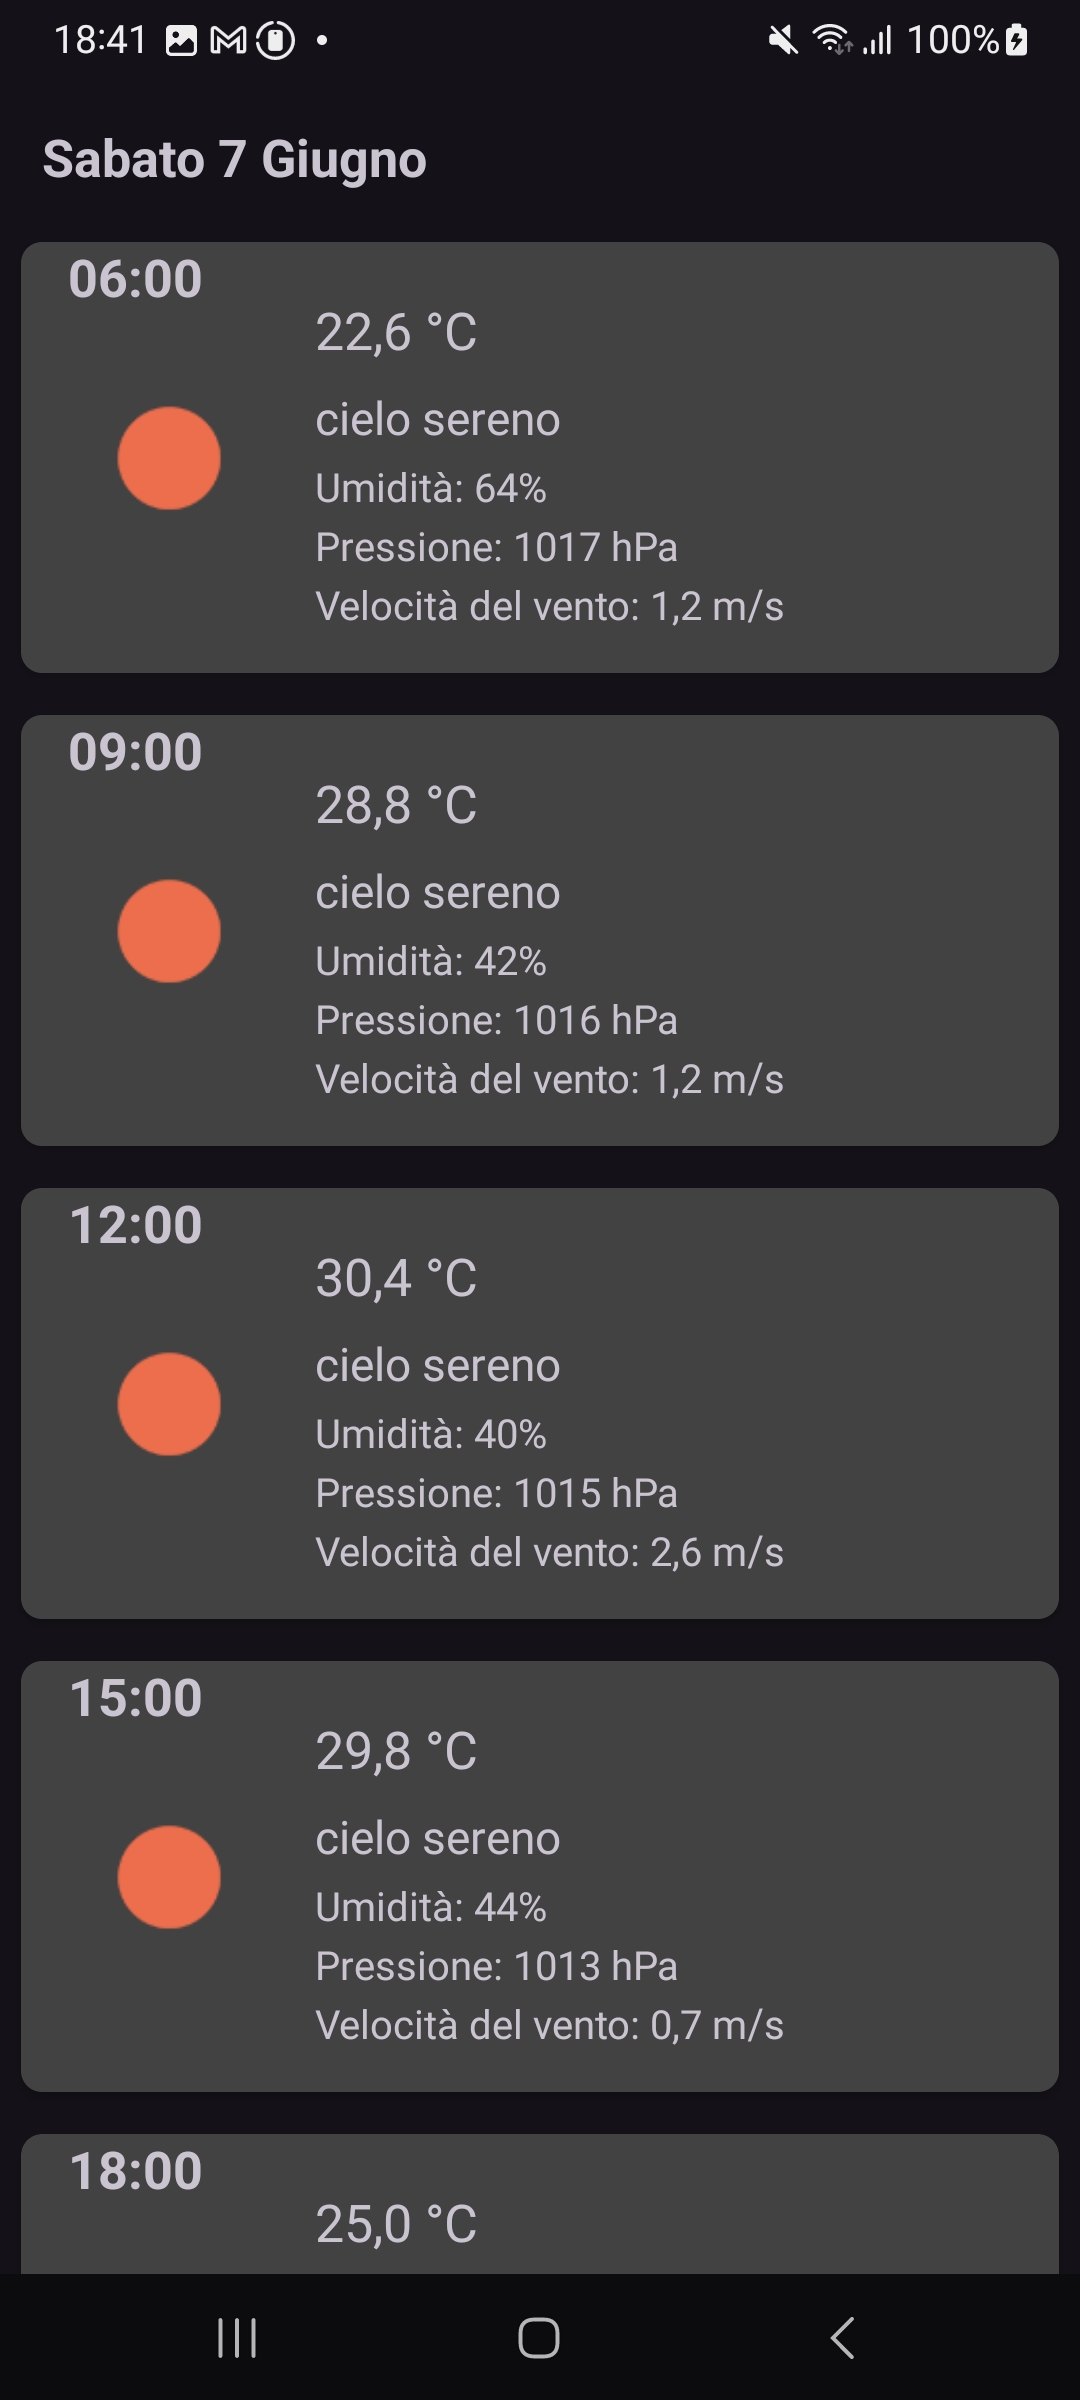 18:41 100%
Sabato 7 Giugno
06:00
22,6 °C
cielo sereno
Umidità: 64%
Pressione: 1017 hPa
Velocità del vento: 1,2 m/s
09:00
28,8 °C
cielo sereno
Umidità: 42%
Pressione: 1016 hPa
Velocità del vento: 1,2 m/s
12:00
30,4 °C
cielo sereno
Umidità: 40%
Pressione: 1015 hPa
Velocità del vento: 2,6 m/s
15:00
29,8 °C
cielo sereno
Umidità: 44%
Pressione: 1013 hPa
Velocità del vento: 0,7 m/s
18:00
25,0 °C